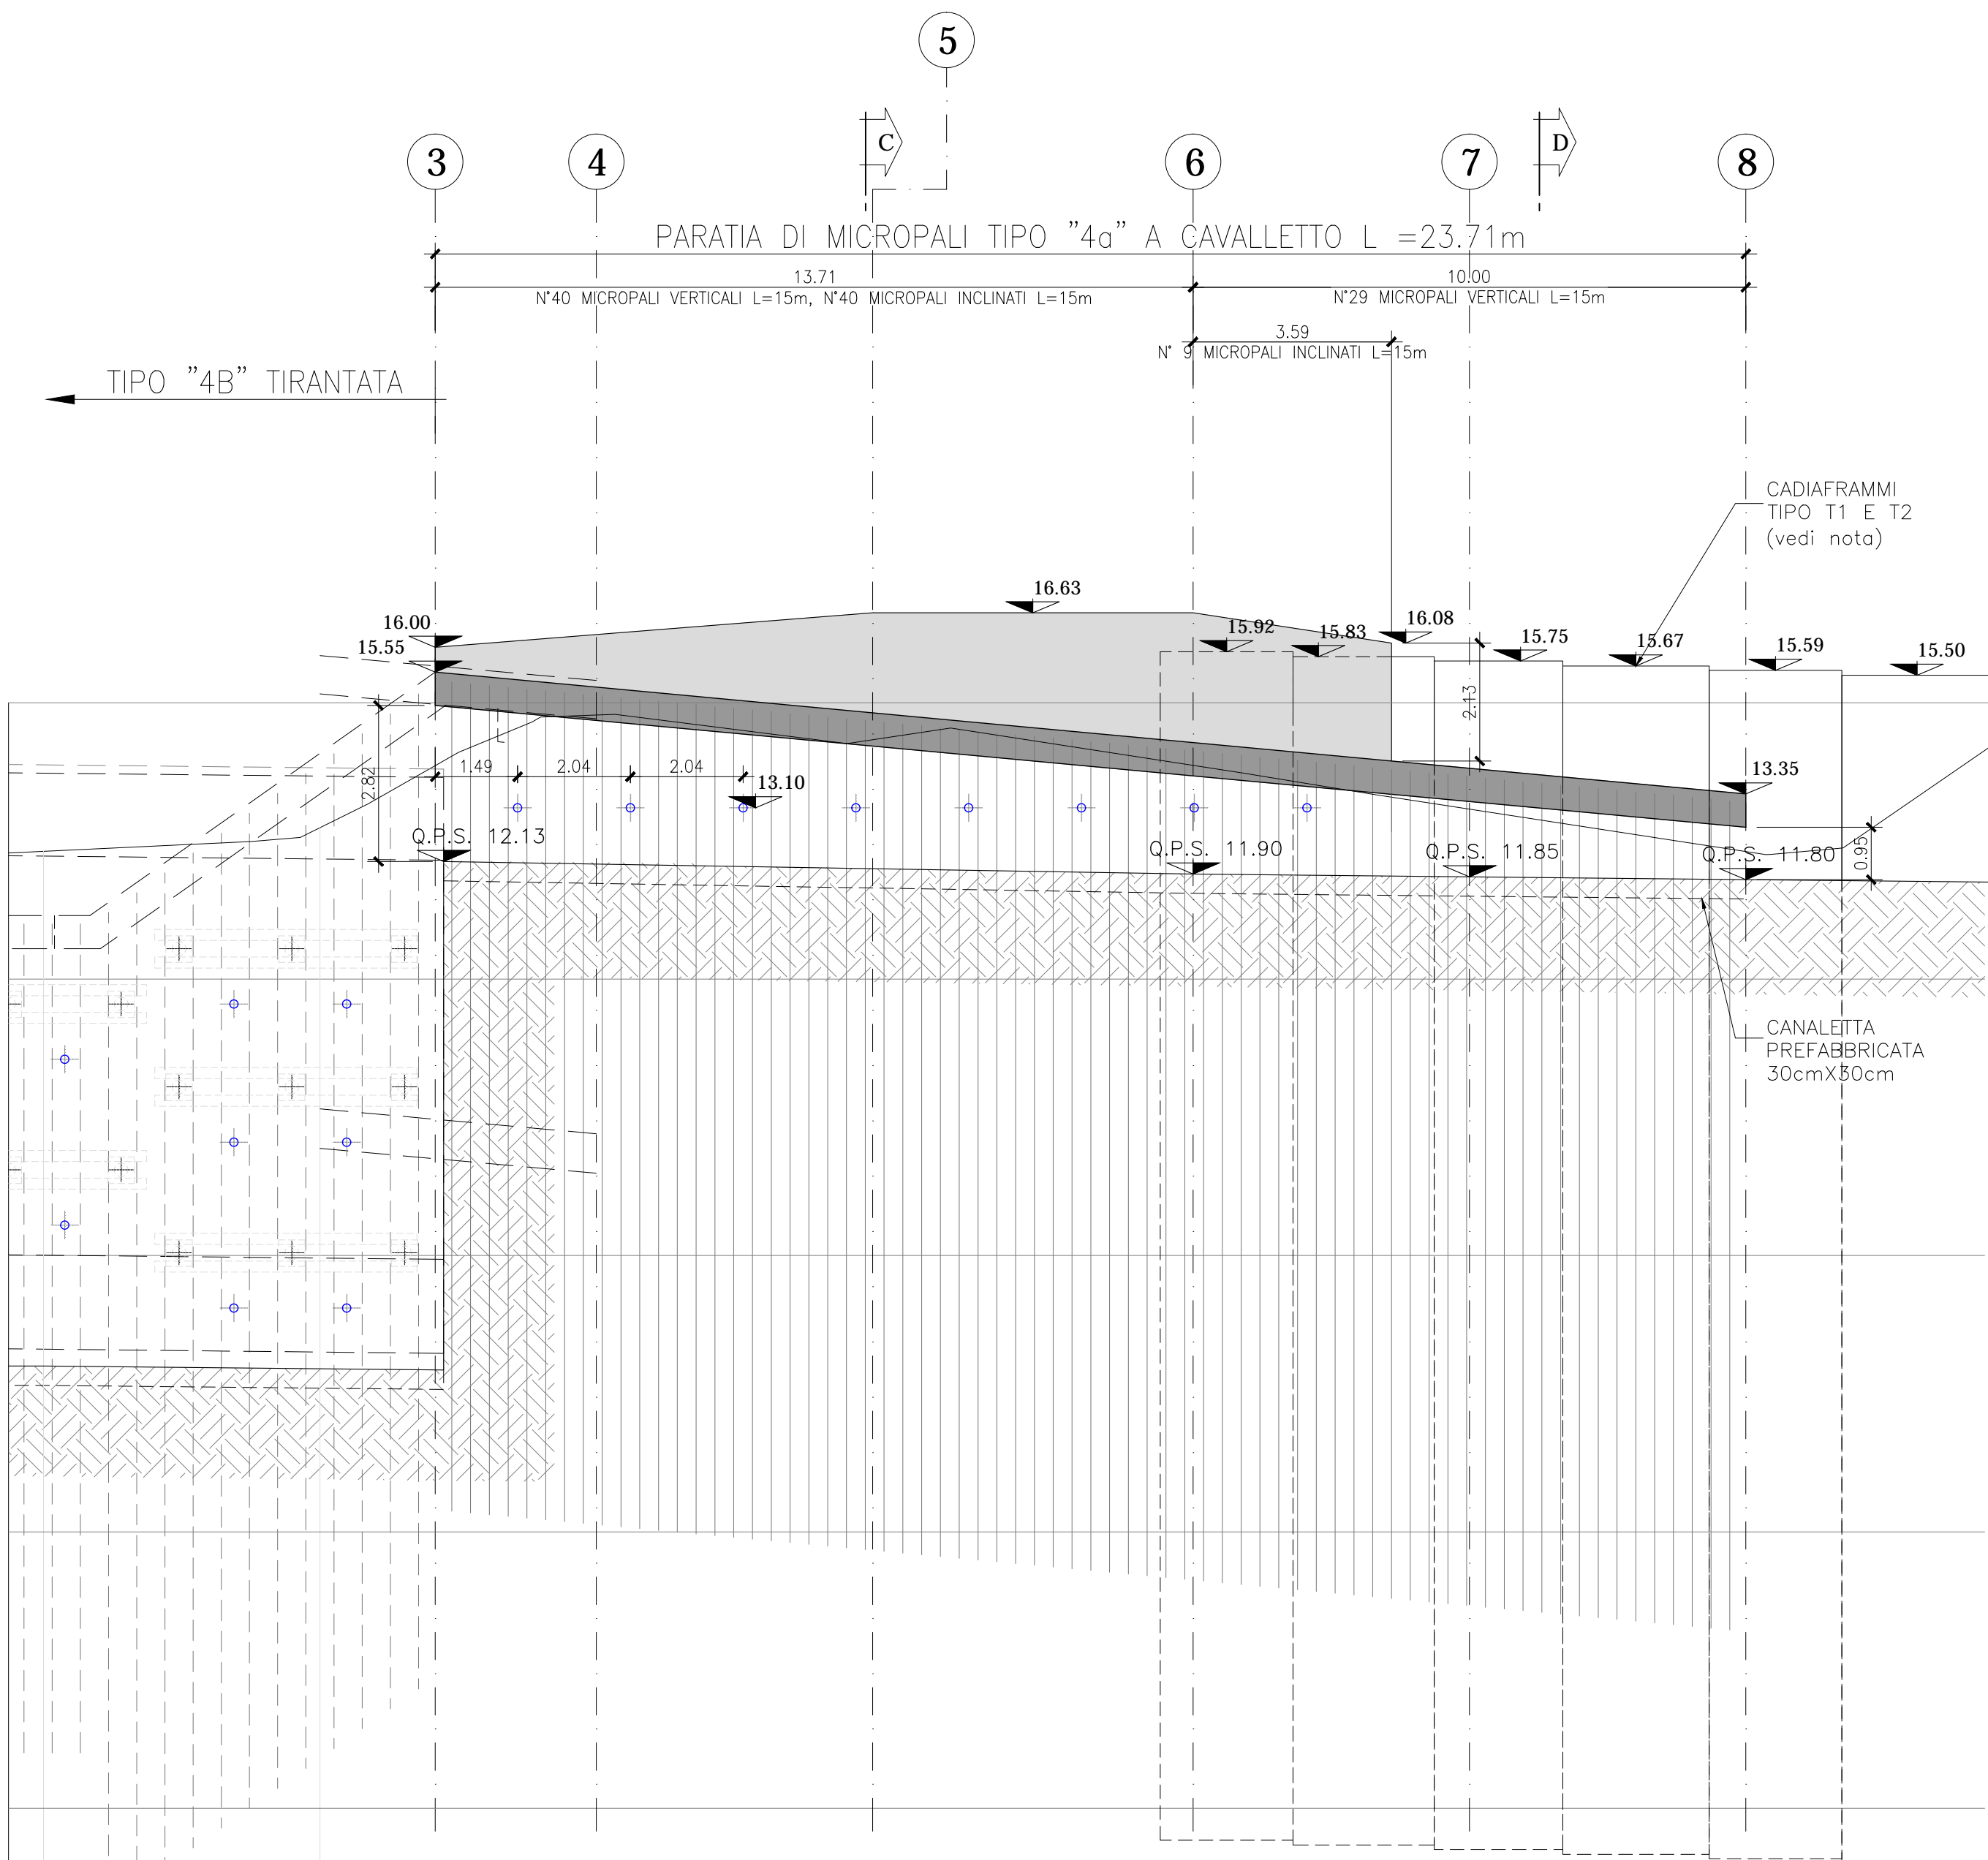 5
C
D
3
4
6
7
8
PARATIA DI MICROPALI TIPO "4a" A CAVALLETTO L =23.71m
13.71
10.00
N°40 MICROPALI VERTICALI L=15m, N°40 MICROPALI INCLINATI L=15m
N°29 MICROPALI VERTICALI L=15m
3.59
N° 9 MICROPALI INCLINATI L=15m
TIPO "4B" TIRANTATA
CADIAFRAMMI
TIPO T1 E T2
(vedi nota)
16.63
16.00
15.92
15.83
16.08
15.75
15.67
15.59
15.50
15.55
2.13
2.82
1.49
2.04
2.04
13.10
13.35
Q.P.S. 12.13
Q.P.S. 11.90
Q.P.S. 11.85
Q.P.S. 11.80
0.95
CANALETTA
PREFABBRICATA
30cmX30cm